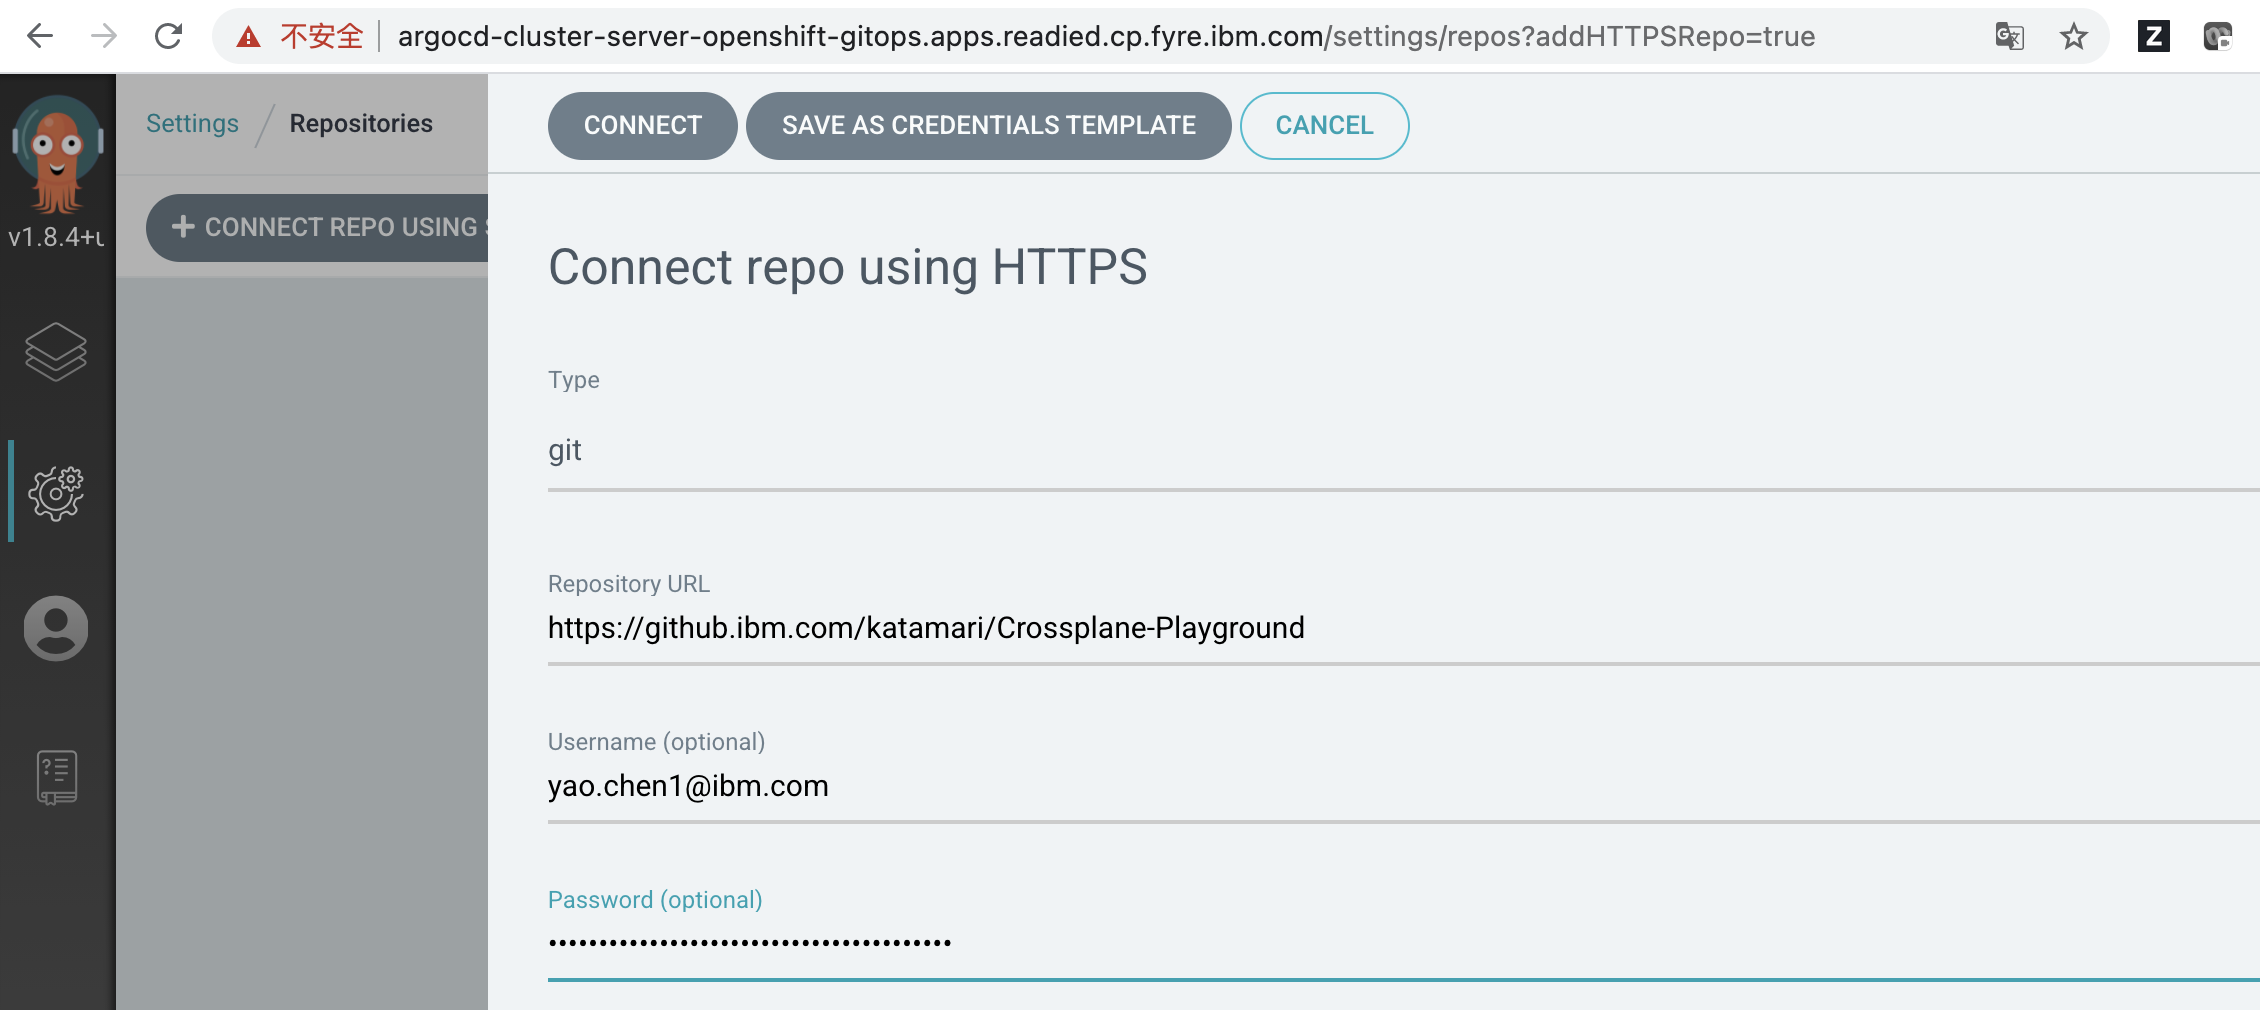 不安全 argocd-cluster-server-openshift-gitops.apps.readied.cp.fyre.ibm.com/settings/repos?addHTTPSRepo=true
Z
v1.8.4+
Settings / Repositories
CONNECT REPO USING
CONNECT SAVE AS CREDENTIALS TEMPLATE CANCEL
Connect repo using HTTPS
Type
git
Repository URL
https://github.ibm.com/katamari/Crossplane-Playground
Username (optional)
yao.chen1@ibm.com
Password (optional)